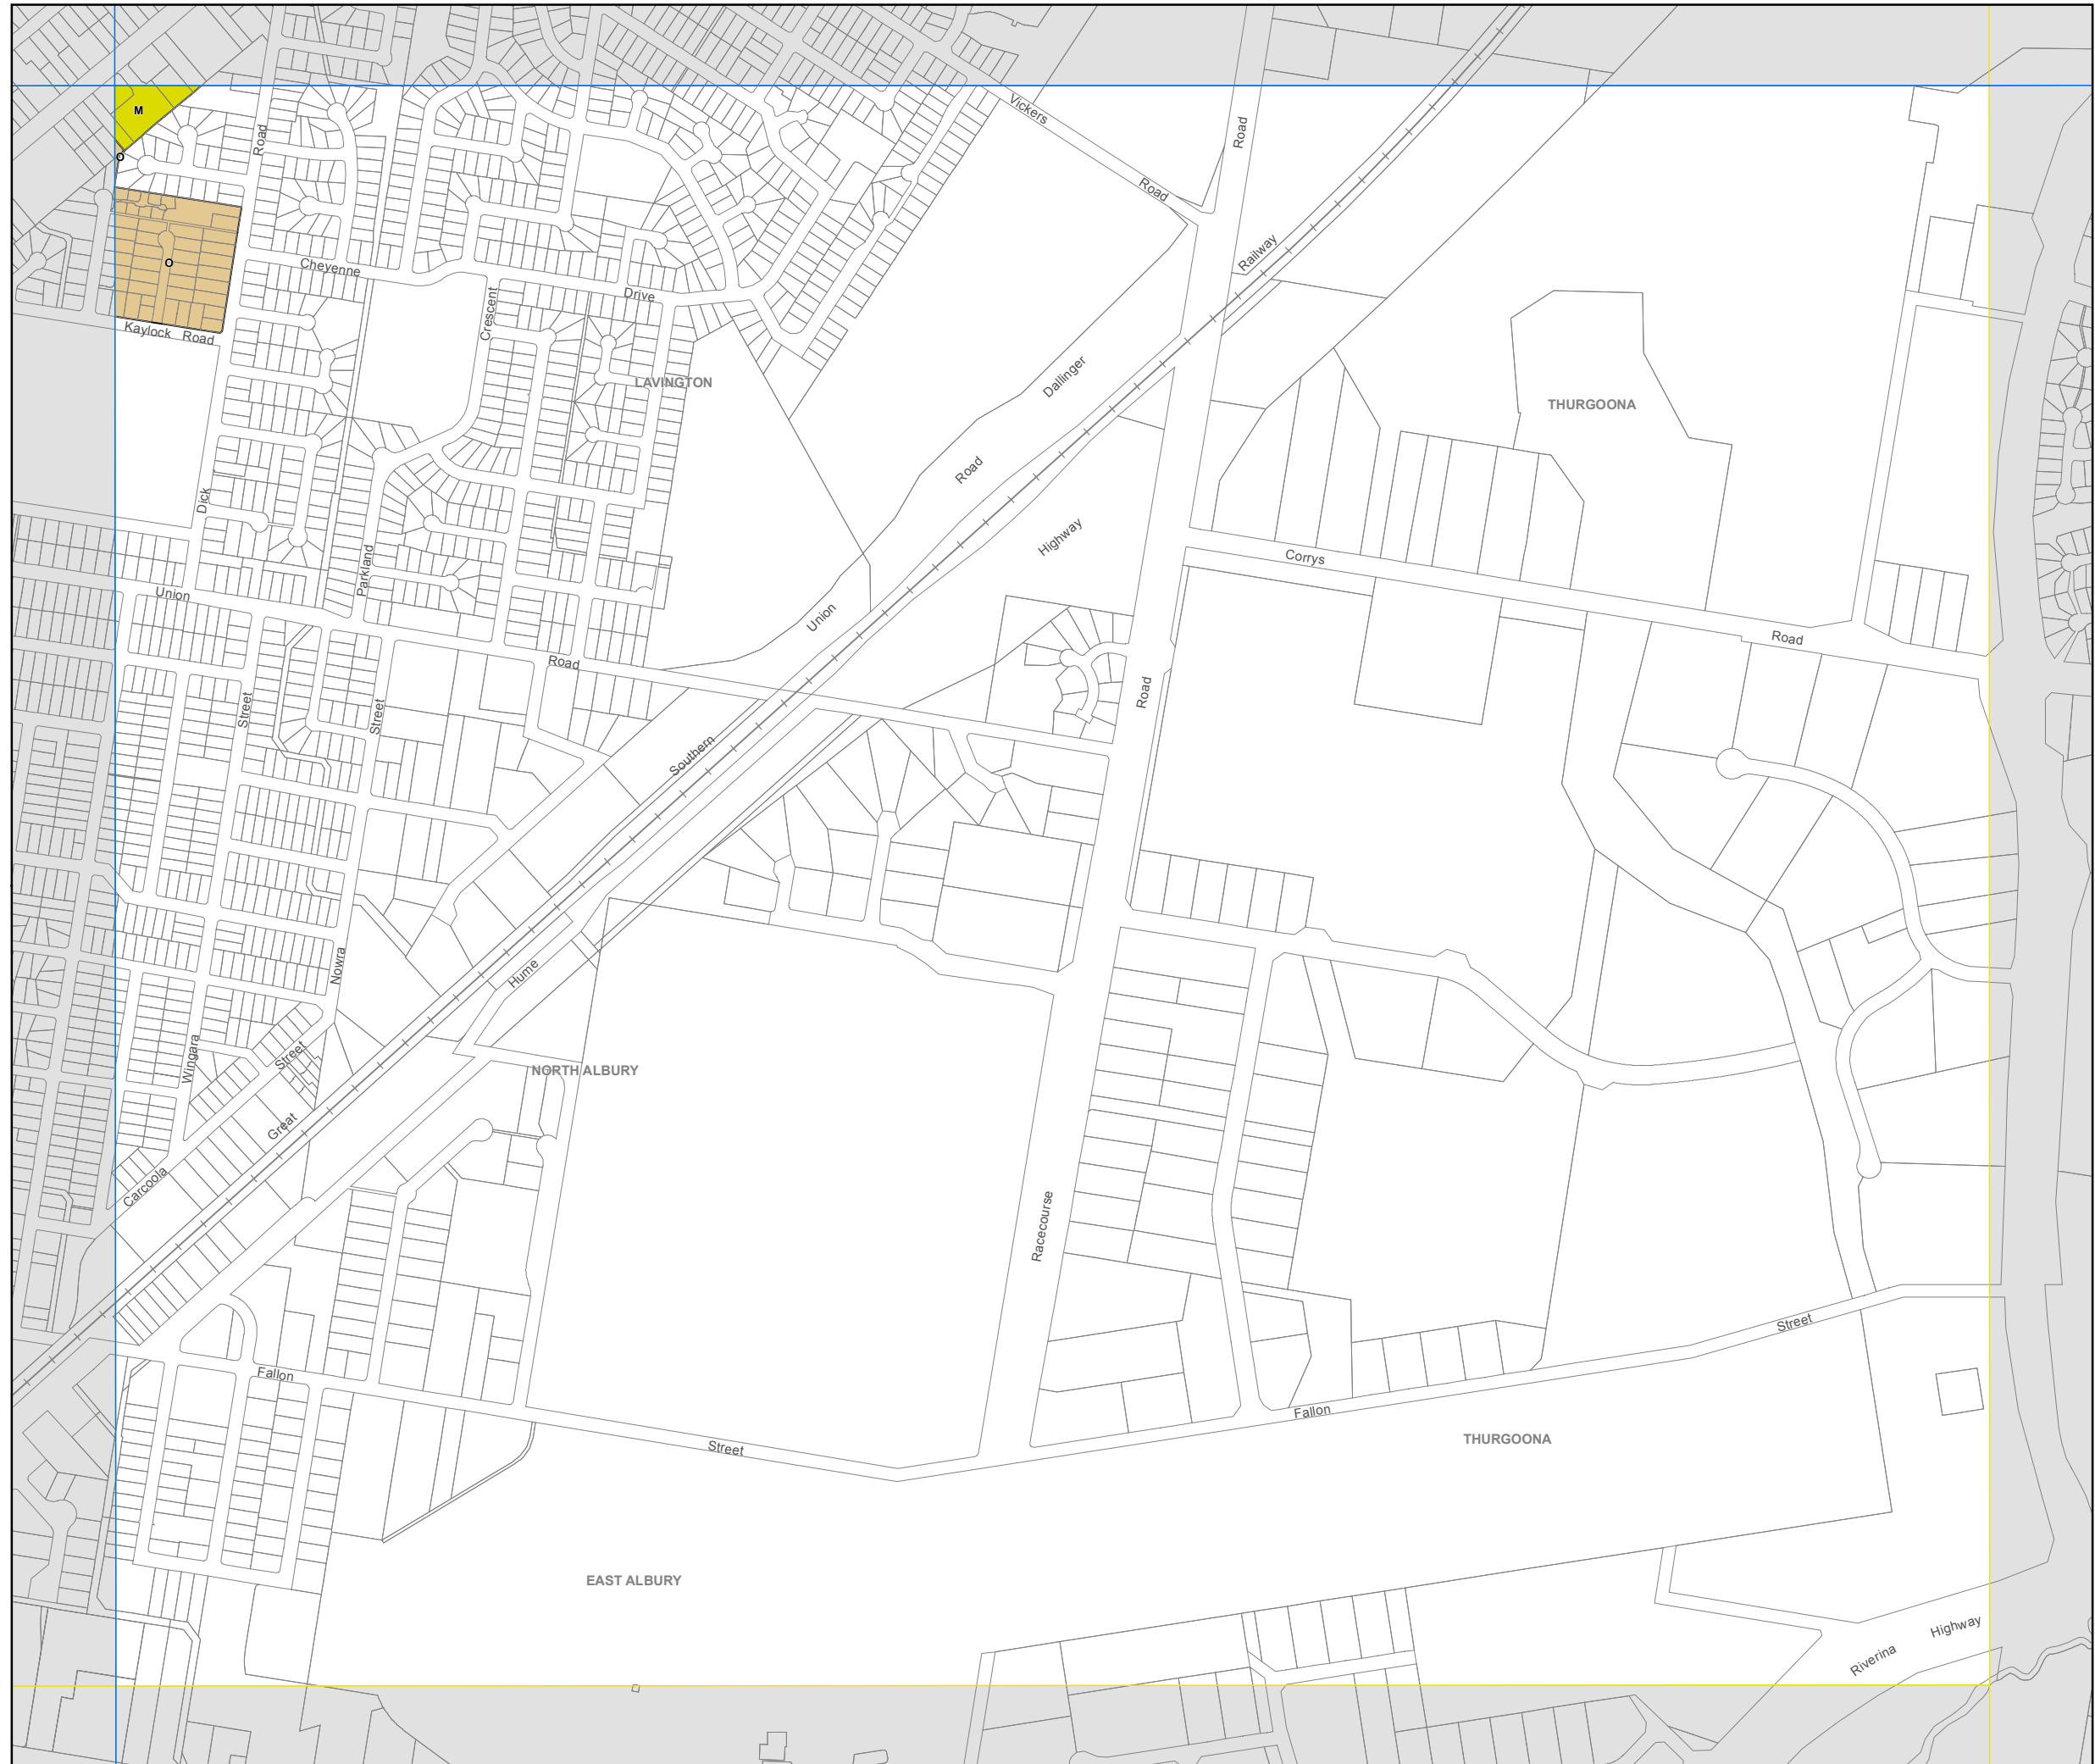 M
O
Road
Vickers
Road
Road
O
Cheyenne
Railway
Drive
Crescent
Kaylock Road
LAVINGTON
Dallinger
THURGOONA
Road
Dick
Highway
Corrys
Parkland
Union
Union
Road
Road
Road
Street
Street
Southern
Nowra
Hume
Wingara
Street
NORTH ALBURY
Great
Carcoola
Racecourse
Street
Fallon
Fallon
Street
THURGOONA
EAST ALBURY
Riverina Highway